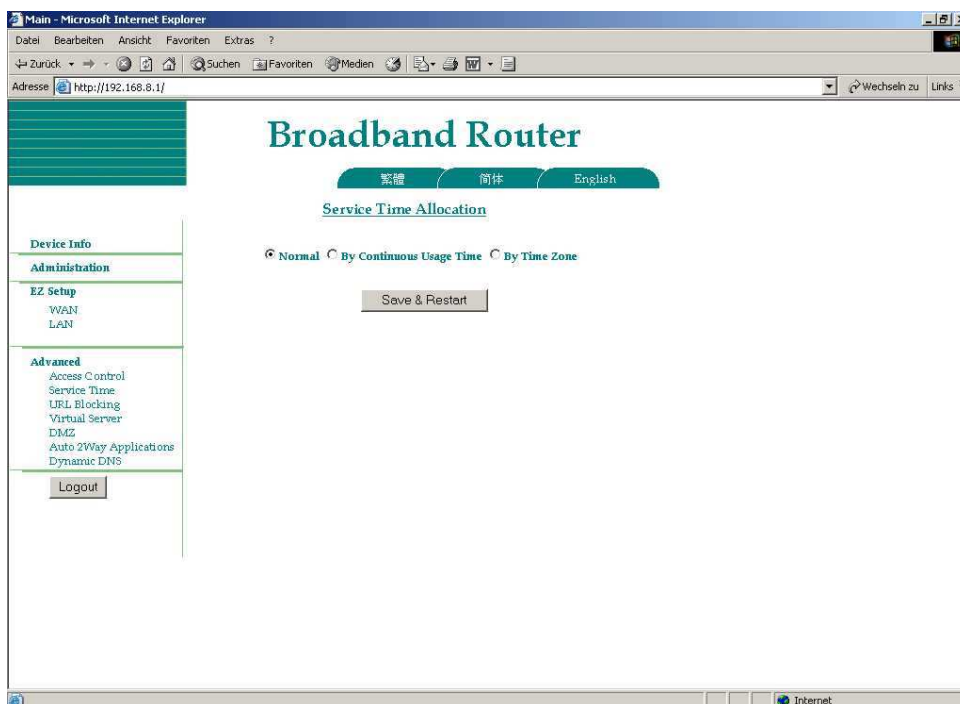 Main - Microsoft Internet Explorer
Datei Bearbeiten Ansicht Favoriten Extras ?
Zurück Suchen Favoriten Medien
Adresse http://192.168.8.1/ Wechseln zu Links
Broadband Router
繁體 简体 English
Service Time Allocation
Device Info
Administration
EZ Setup
WAN
LAN
Advanced
Access Control
Service Time
URL Blocking
Virtual Server
DMZ
Auto 2Way Applications
Dynamic DNS
Logout
Normal By Continuous Usage Time By Time Zone
Save & Restart
Internet